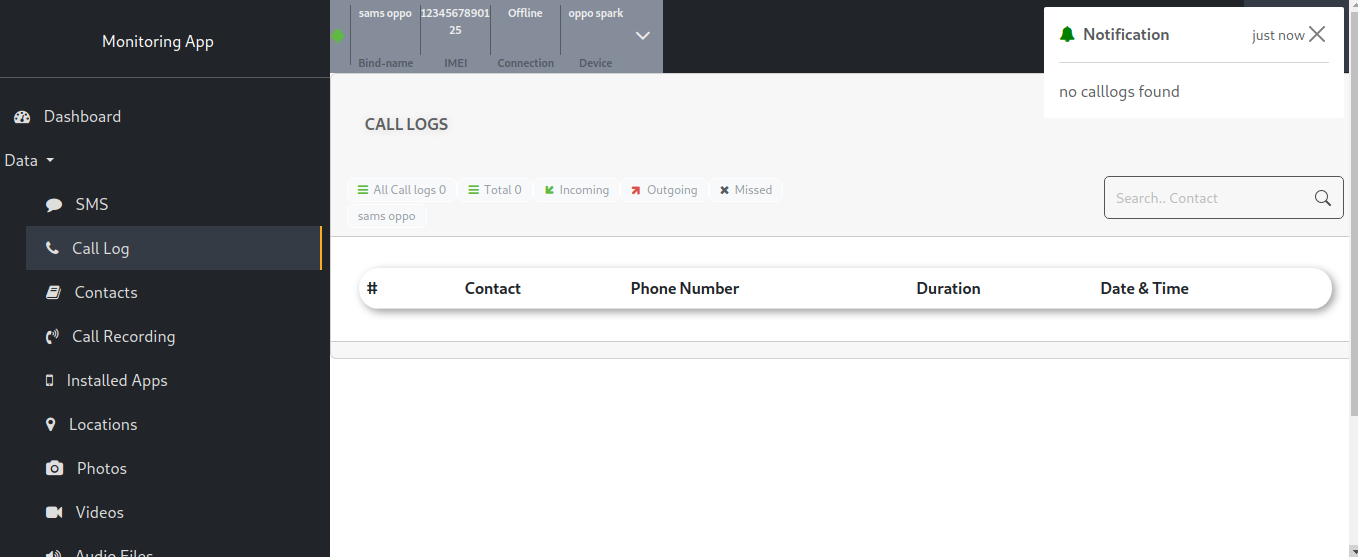 Monitoring App
Dashboard
Data
SMS
Call Log
Contacts
Call Recording
Installed Apps
Locations
Photos
Videos
Audio Files
sams oppo
12345678901
25
Offline
oppo spark
Bind-name
IMEI
Connection
Device
Notification
just now
no calllogs found
CALL LOGS
All Call logs 0
Total 0
Incoming
Outgoing
Missed
sams oppo
Search.. Contact
#
Contact
Phone Number
Duration
Date & Time